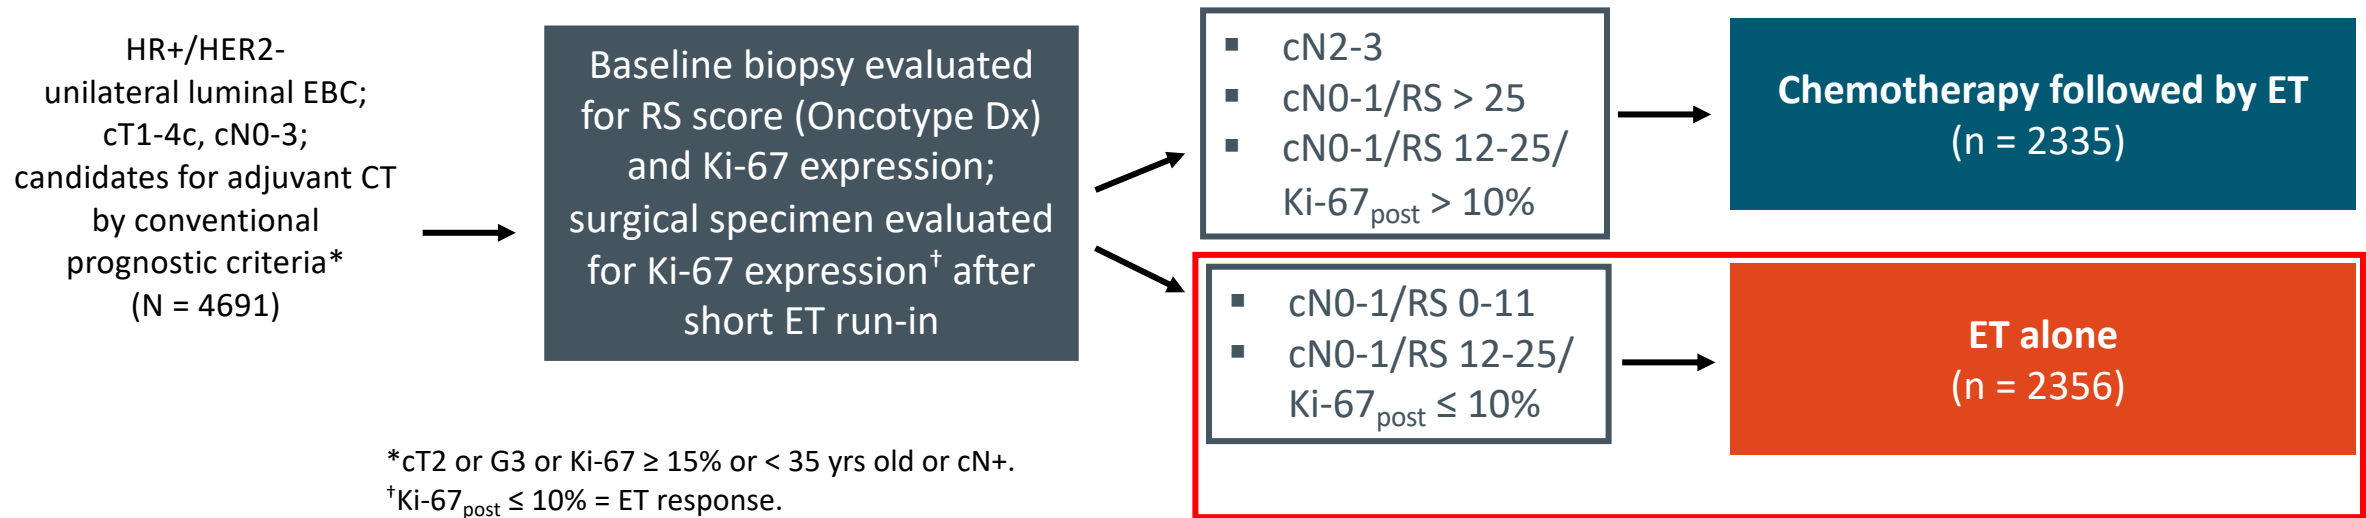 HR+/HER2-
unilateral luminal EBC;
cT1-4c, cN0-3;
candidates for adjuvant CT
by conventional
prognostic criteria*
(N = 4691)
Baseline biopsy evaluated
for RS score (Oncotype Dx)
and Ki-67 expression;
surgical specimen evaluated
for Ki-67 expression† after
short ET run-in
▪ cN2-3
▪ cN0-1/RS > 25
▪ cN0-1/RS 12-25/
Ki-67post > 10%
Chemotherapy followed by ET
(n = 2335)
▪ cN0-1/RS 0-11
▪ cN0-1/RS 12-25/
Ki-67post ≤ 10%
ET alone
(n = 2356)
*cT2 or G3 or Ki-67 ≥ 15% or < 35 yrs old or cN+.
†Ki-67post ≤ 10% = ET response.